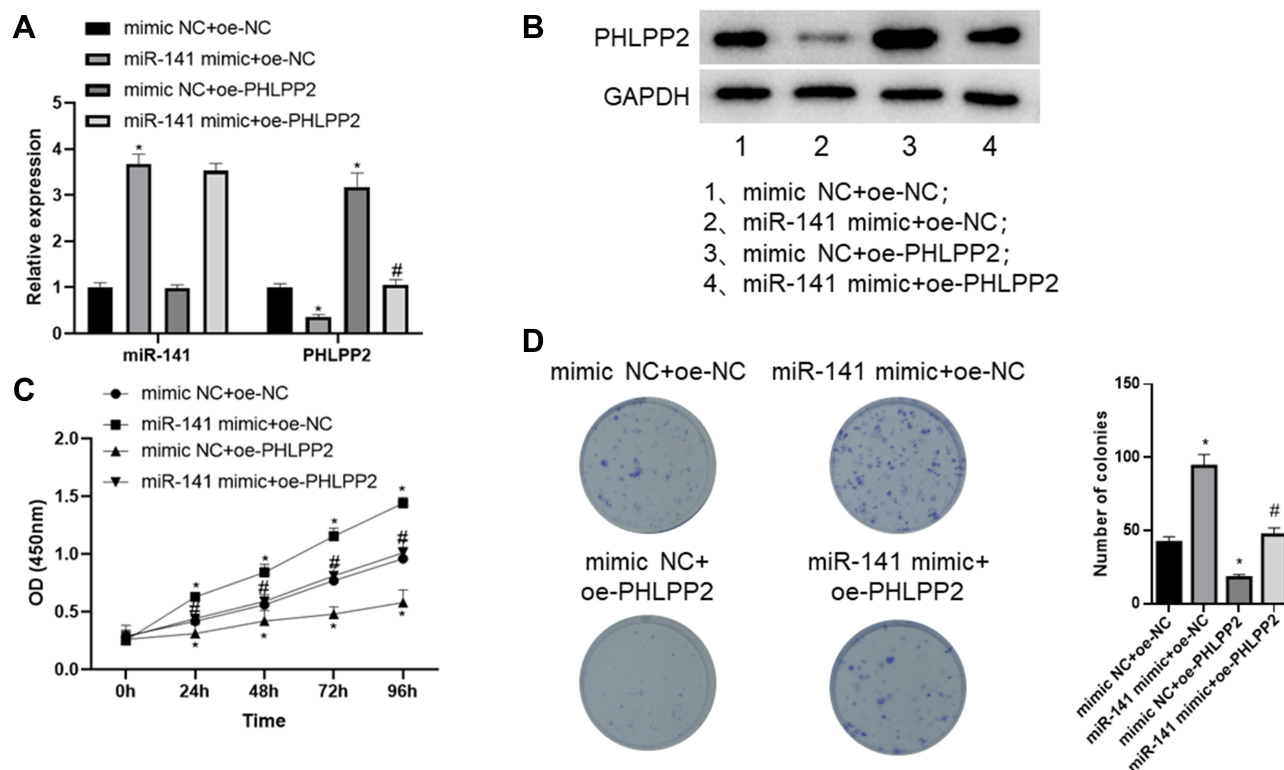 A
mimic NC+oe-NC
miR-141 mimic+oe-NC
mimic NC+oe-PHLPP2
miR-141 mimic+oe-PHLPP2
Relative expression
5
4
3
2
1
0
*
*
*
#
miR-141
PHLPP2
B
PHLPP2
GAPDH
1 2 3 4
1、mimic NC+oe-NC;
2、miR-141 mimic+oe-NC;
3、mimic NC+oe-PHLPP2;
4、miR-141 mimic+oe-PHLPP2
C
mimic NC+oe-NC
miR-141 mimic+oe-NC
mimic NC+oe-PHLPP2
miR-141 mimic+oe-PHLPP2
OD (450nm)
2.0
1.5
1.0
0.5
0.0
* * * *
# # # #
* * * *
0h 24h 48h 72h 96h
Time
D
mimic NC+oe-NC
miR-141 mimic+oe-NC
mimic NC+
oe-PHLPP2
miR-141 mimic+
oe-PHLPP2
Number of colonies
150
100
50
0
*
*
#
mimic NC+oe-NC
miR-141 mimic+oe-NC
mimic NC+oe-PHLPP2
miR-141 mimic+oe-PHLPP2